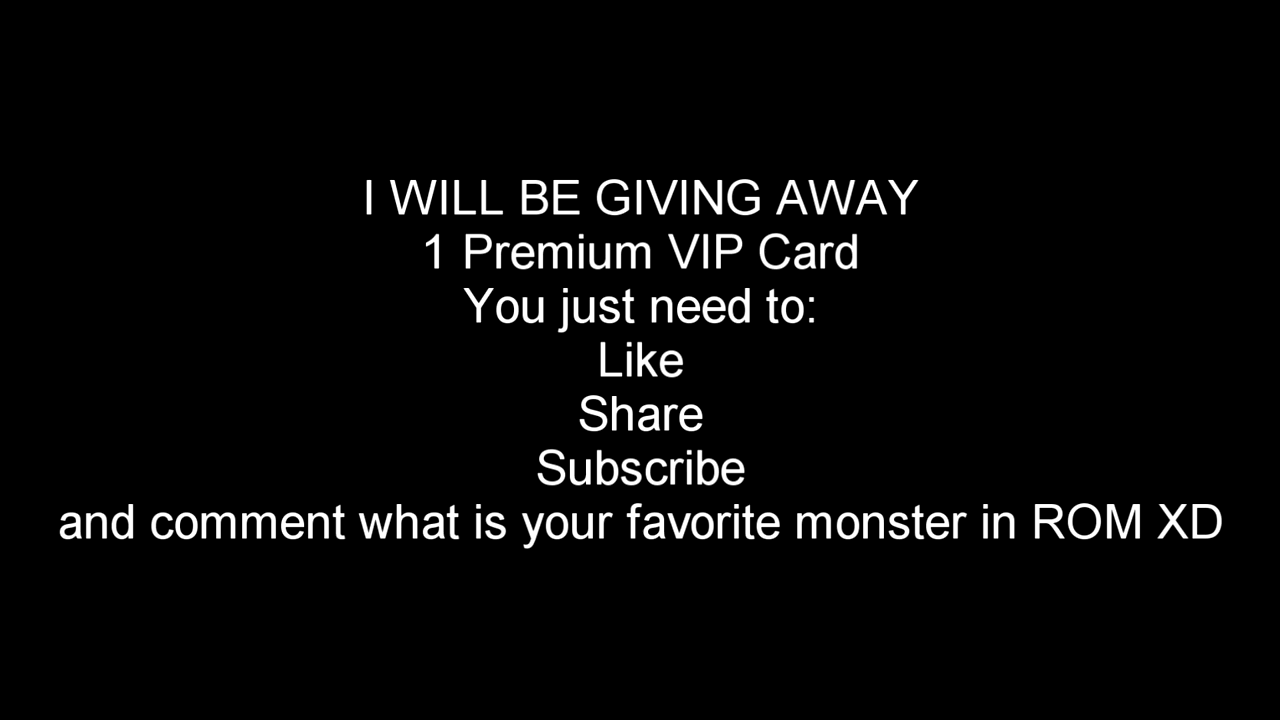 I WILL BE GIVING AWAY
1 Premium VIP Card
You just need to:
Like
Share
Subscribe
and comment what is your favorite monster in ROM XD